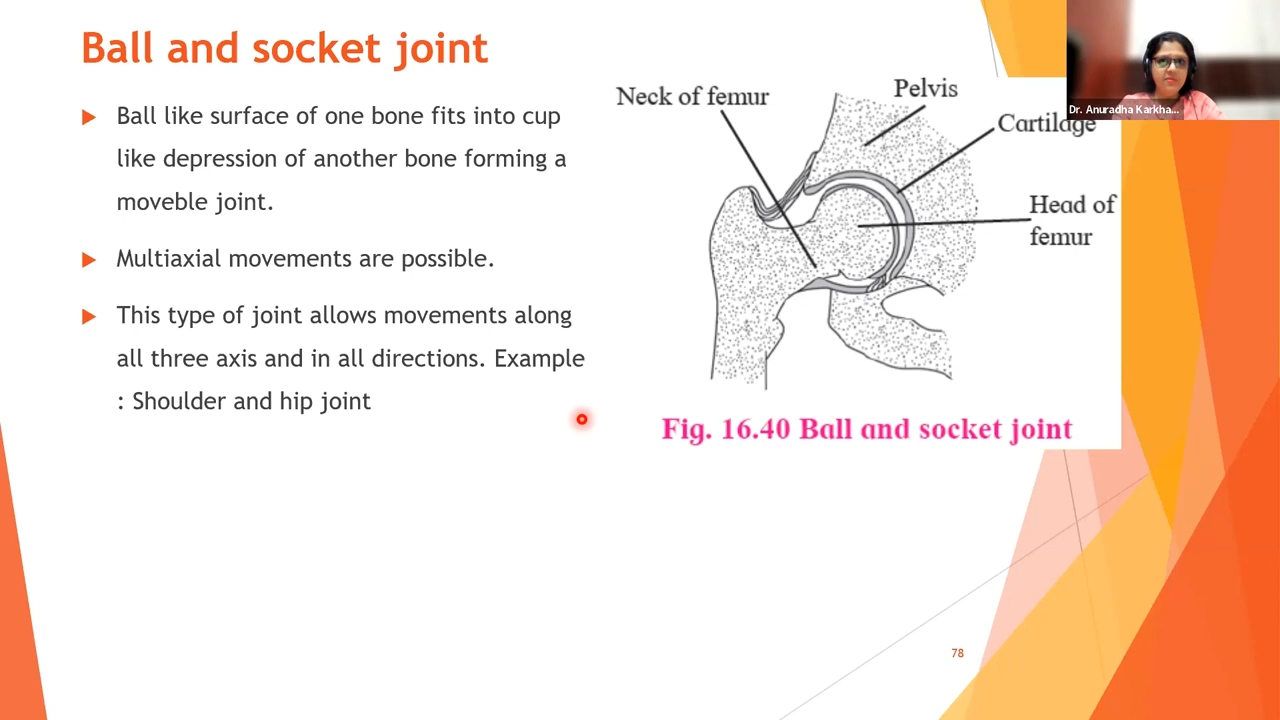 Ball and socket joint
Ball like surface of one bone fits into cup
like depression of another bone forming a
moveble joint.
Multiaxial movements are possible.
This type of joint allows movements along
all three axis and in all directions. Example
: Shoulder and hip joint
Neck of femur
Pelvis
Cartilage
Head of
femur
Fig. 16.40 Ball and socket joint
Dr. Anuradha Karkha...
78